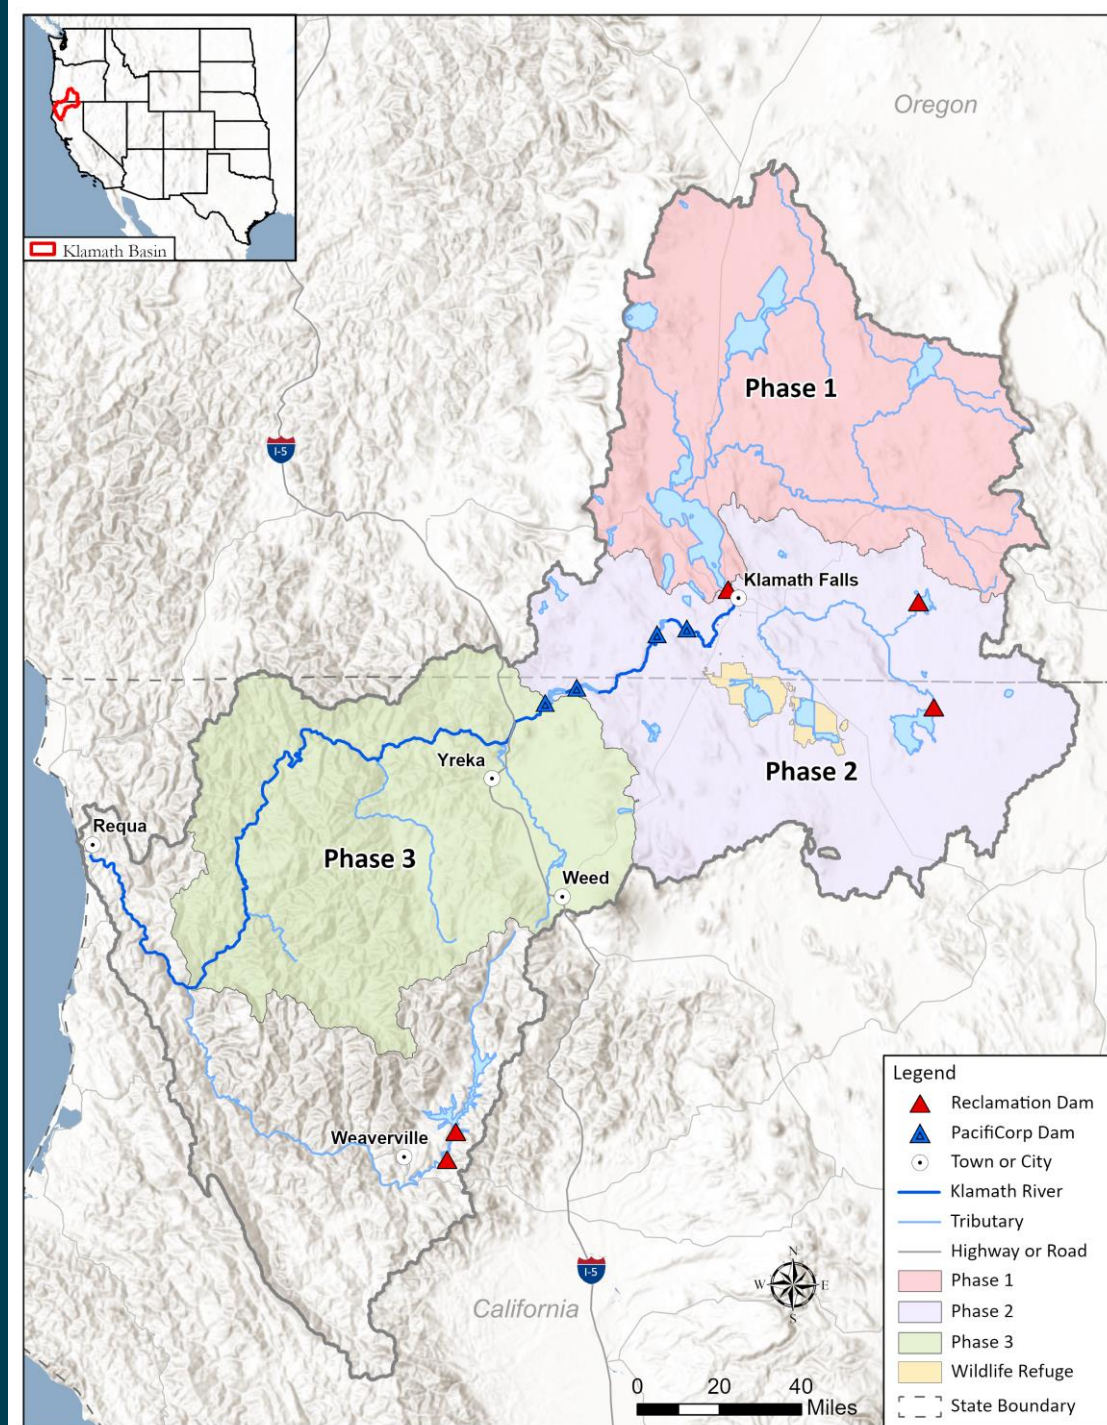 Klamath Basin
Oregon
Phase 1
I-5
Klamath Falls
Phase 2
Yreka
Requa
Phase 3
Weed
Weaverville
I-5
California
N
W E
S
0 20 40
Miles
Legend
Reclamation Dam
PacifiCorp Dam
Town or City
Klamath River
Tributary
Highway or Road
Phase 1
Phase 2
Phase 3
Wildlife Refuge
State Boundary